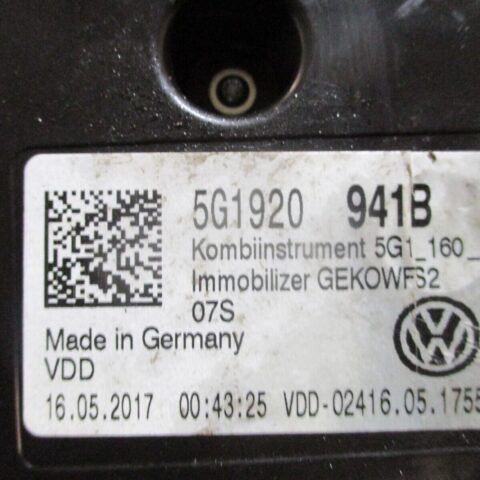 5G1920 941B
Kombiinstrument 5G1_160_
Immobilizer GEKOWFS2
07S
Made in Germany
VDD
16.05.2017 00:43:25 VDD-02416.05.1755